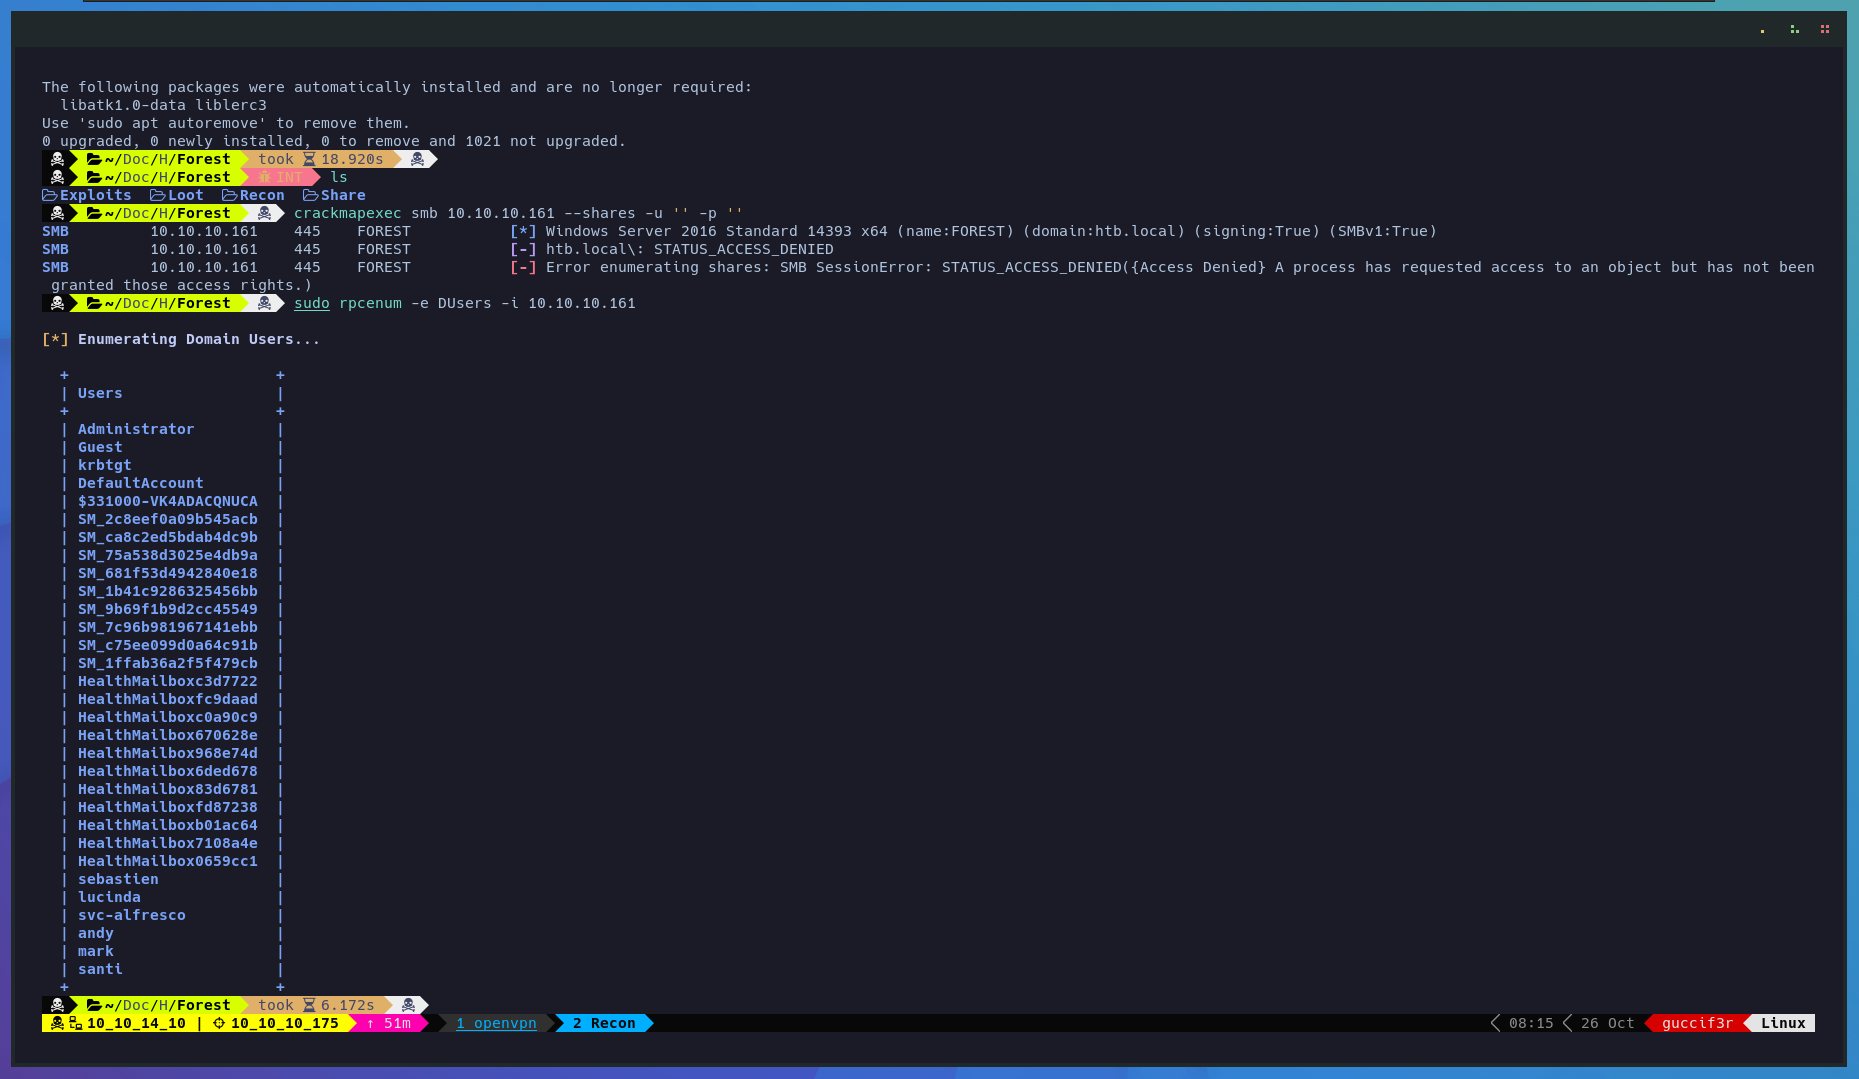 The following packages were automatically installed and are no longer required:
  libatk1.0-data liblerc3
Use 'sudo apt autoremove' to remove them.
0 upgraded, 0 newly installed, 0 to remove and 1021 not upgraded.
~/Doc/H/Forest took 18.920s
~/Doc/H/Forest INT ls
Exploits Loot Recon Share
~/Doc/H/Forest crackmapexec smb 10.10.10.161 --shares -u '' -p ''
SMB 10.10.10.161 445 FOREST [*] Windows Server 2016 Standard 14393 x64 (name:FOREST) (domain:htb.local) (signing:True) (SMBv1:True)
SMB 10.10.10.161 445 FOREST [-] htb.local\: STATUS_ACCESS_DENIED
SMB 10.10.10.161 445 FOREST [-] Error enumerating shares: SMB SessionError: STATUS_ACCESS_DENIED({Access Denied} A process has requested access to an object but has not been
granted those access rights.)
~/Doc/H/Forest sudo rpcenum -e DUsers -i 10.10.10.161
[*] Enumerating Domain Users...
+ +
| Users |
+ +
| Administrator |
| Guest |
| krbtgt |
| DefaultAccount |
| $331000-VK4ADACQNUCA |
| SM_2c8eef0a09b545acb |
| SM_ca8c2ed5bdab4dc9b |
| SM_75a538d3025e4db9a |
| SM_681f53d4942840e18 |
| SM_1b41c9286325456bb |
| SM_9b69f1b9d2cc45549 |
| SM_7c96b981967141ebb |
| SM_c75ee099d0a64c91b |
| SM_1ffab36a2f5f479cb |
| HealthMailboxc3d7722 |
| HealthMailboxfc9daad |
| HealthMailboxc0a90c9 |
| HealthMailbox670628e |
| HealthMailbox968e74d |
| HealthMailbox6ded678 |
| HealthMailbox83d6781 |
| HealthMailboxfd87238 |
| HealthMailboxb01ac64 |
| HealthMailbox7108a4e |
| HealthMailbox0659cc1 |
| sebastien |
| lucinda |
| svc-alfresco |
| andy |
| mark |
| santi |
+ +
~/Doc/H/Forest took 6.172s
10_10_14_10 | 10_10_10_175 ↑ 51m 1 openvpn 2 Recon 08:15 26 Oct guccif3r Linux